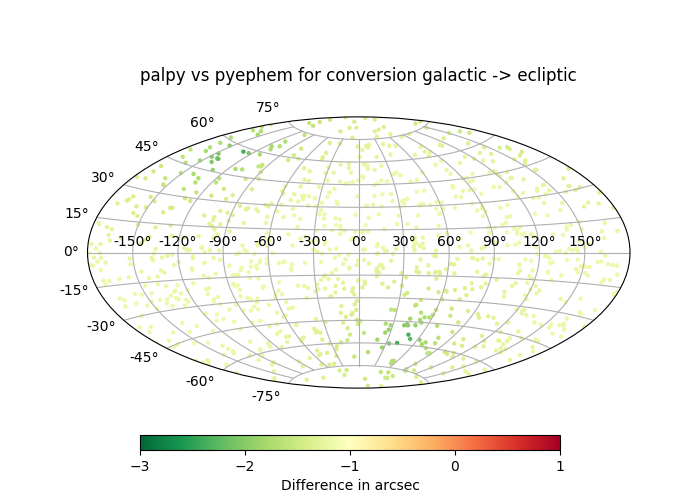 palpy vs pyephem for conversion galactic -> ecliptic
75°
60°
45°
30°
15°
-150° -120° -90° -60° -30° 0° 30° 60° 90° 120° 150°
0°
-15°
-30°
-45°
-60°
-75°
−3 −2 −1 0 1
Difference in arcsec